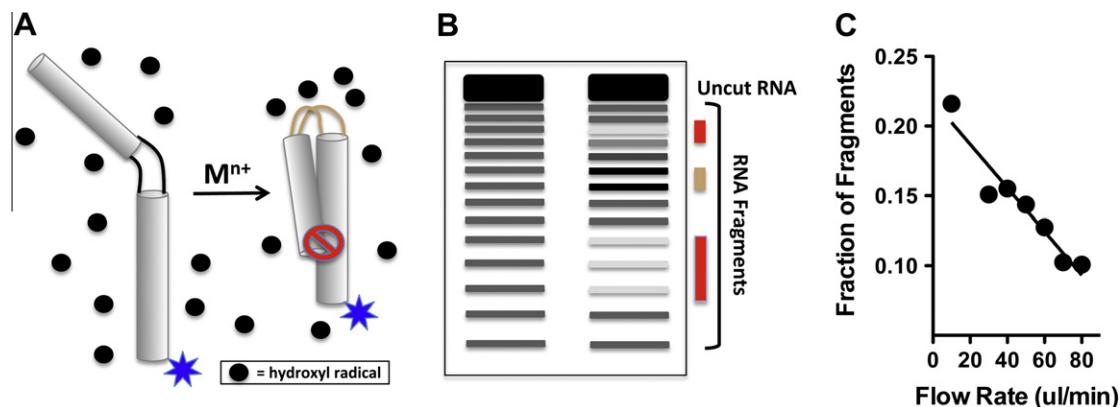 A
Mn+
= hydroxyl radical
B
Uncut RNA
RNA Fragments
C
Fraction of Fragments
0.25
0.20
0.15
0.10
0 20 40 60 80
Flow Rate (ul/min)